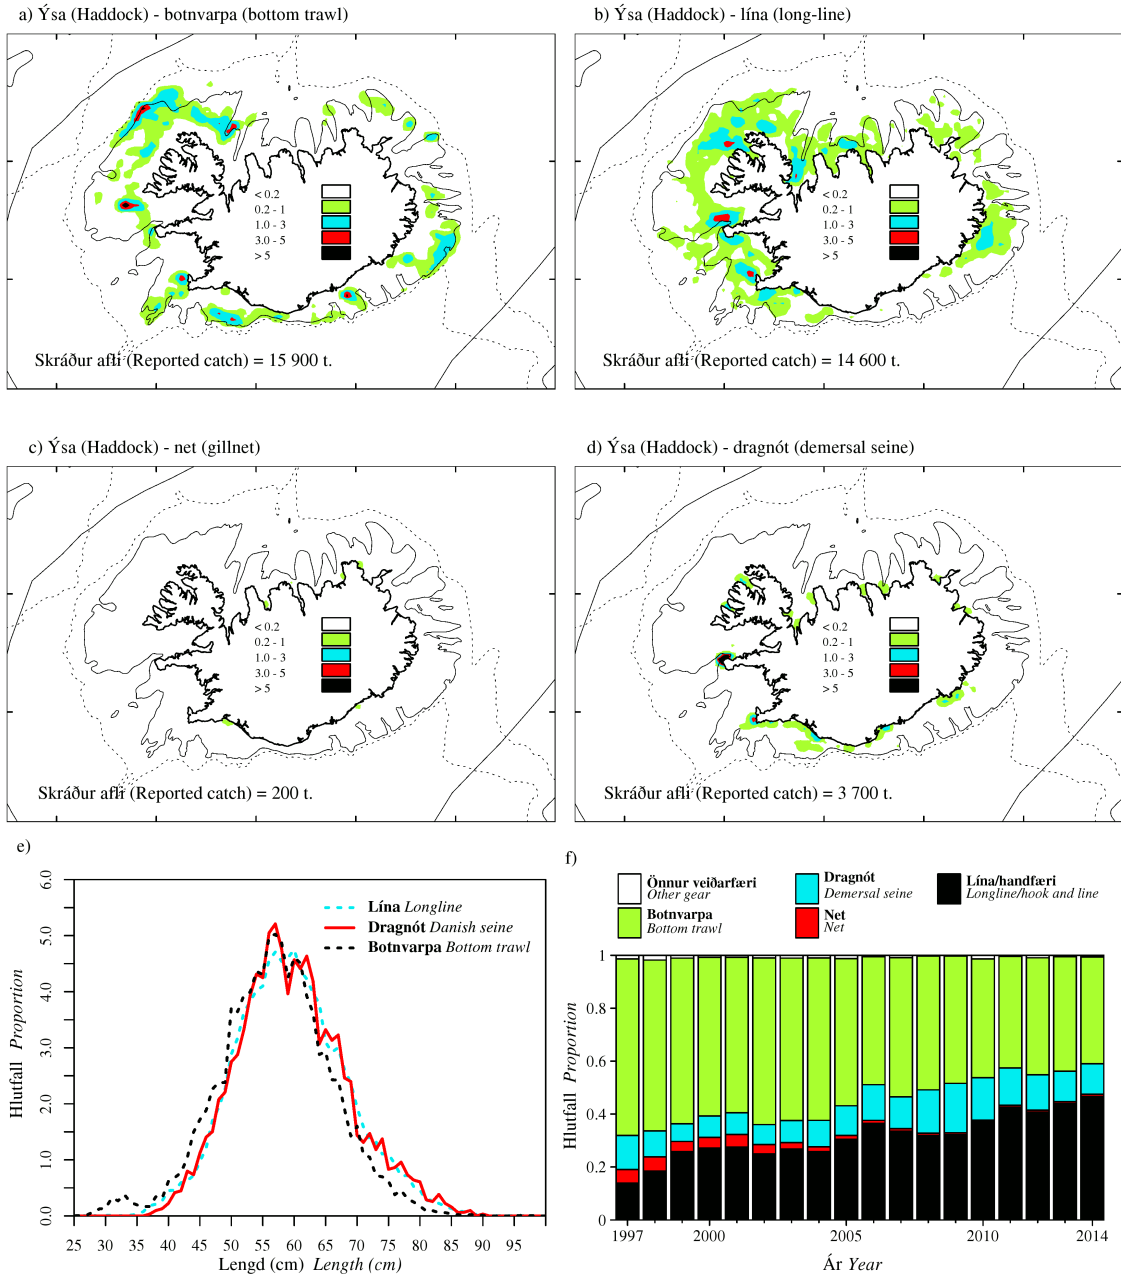 a) Ýsa (Haddock) - botnvarpa (bottom trawl)
< 0.2
0.2 - 1
1.0 - 3
3.0 - 5
> 5
Skráður afli (Reported catch) = 15 900 t.
b) Ýsa (Haddock) - lína (long-line)
< 0.2
0.2 - 1
1.0 - 3
3.0 - 5
> 5
Skráður afli (Reported catch) = 14 600 t.
c) Ýsa (Haddock) - net (gillnet)
< 0.2
0.2 - 1
1.0 - 3
3.0 - 5
> 5
Skráður afli (Reported catch) = 200 t.
d) Ýsa (Haddock) - dragnót (demersal seine)
< 0.2
0.2 - 1
1.0 - 3
3.0 - 5
> 5
Skráður afli (Reported catch) = 3 700 t.
e)
Hlutfall Proportion
6.0
5.0
4.0
3.0
2.0
1.0
0.0
Lína Longline
Dragnót Danish seine
Botnvarpa Bottom trawl
25 30 35 40 45 50 55 60 65 70 75 80 85 90 95
Lengd (cm) Length (cm)
f)
Önnur veiðarfæri
Other gear
Botnvarpa
Bottom trawl
Dragnót
Demersal seine
Net
Net
Lína/handfæri
Longline/hook and line
Hlutfall Proportion
1
0.8
0.6
0.4
0.2
0
1997 2000 2005 2010 2014
Ár Year